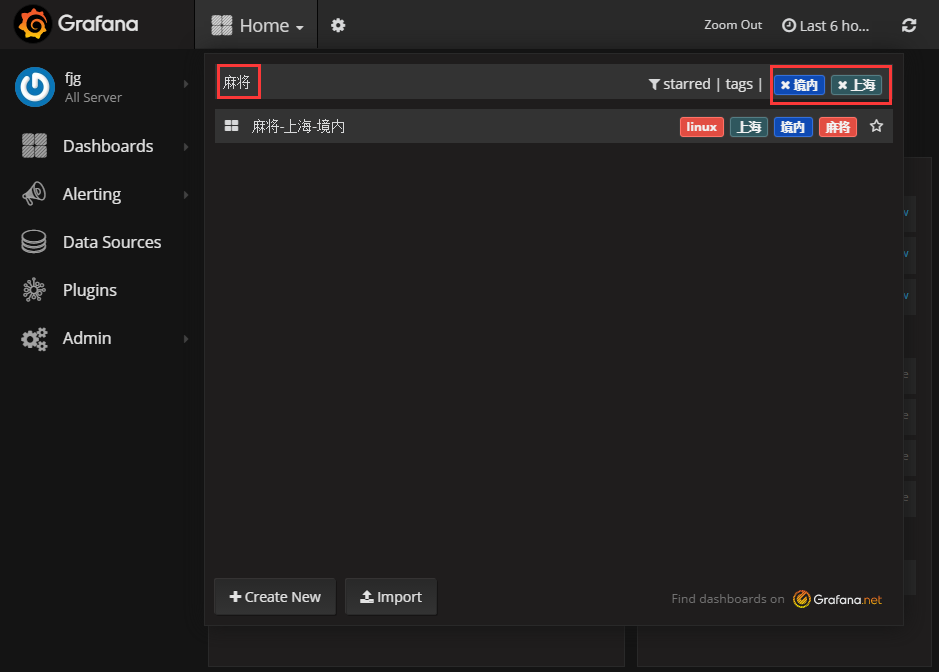 Grafana
Home
Zoom Out
Last 6 ho...
fjg
All Server
Dashboards
Alerting
Data Sources
Plugins
Admin
麻将
starred | tags |
境内
上海
麻将-上海-境内
linux
上海
境内
麻将
Create New
Import
Find dashboards on
Grafana.net